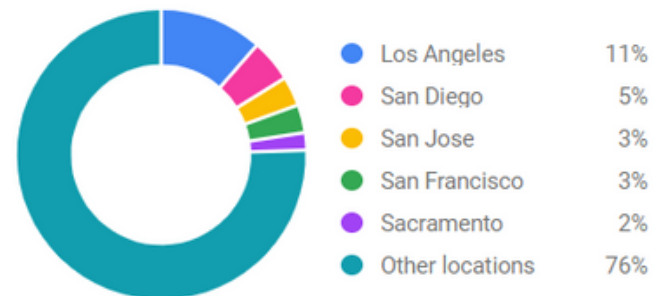 Los Angeles 11%
San Diego 5%
San Jose 3%
San Francisco 3%
Sacramento 2%
Other locations 76%